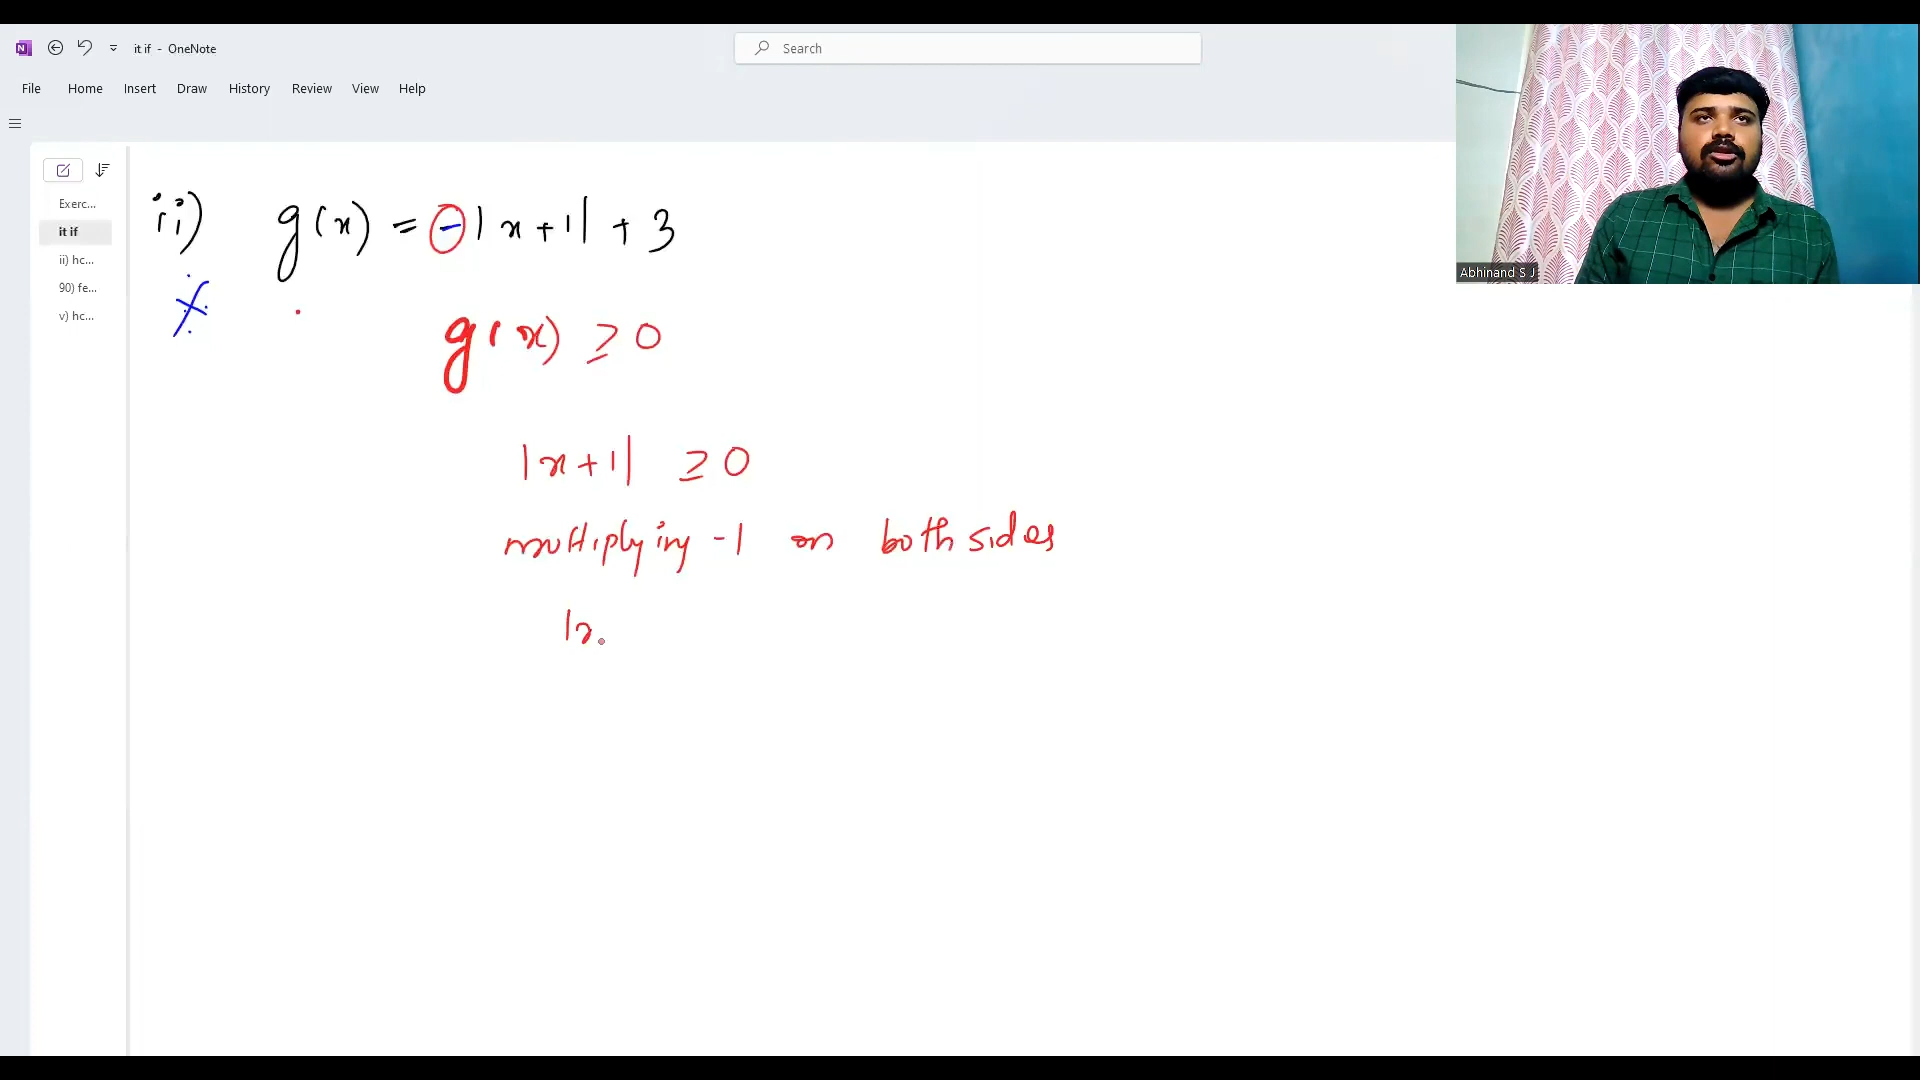 it if - OneNote
Search
File Home Insert Draw History Review View Help
Exerc...
it if
ii) hc...
90) fe...
v) hc...
ii) g(x) = -|x+1| + 3
g(x) ≥ 0
|x+1| ≥ 0
multiplying -1 on both sides
|x
Abhinand S J